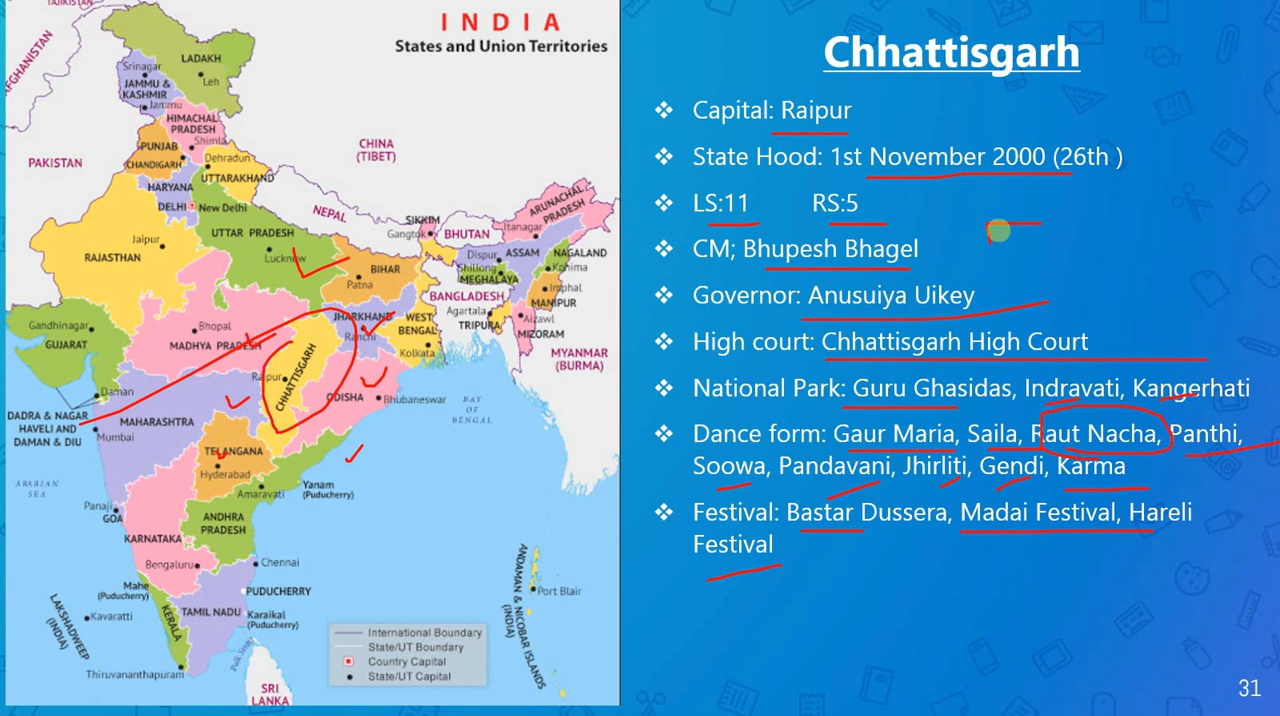 TAJIKISTAN
AFGHANISTAN
INDIA
States and Union Territories
LADAKH
Srinagar
Leh
JAMMU &
KASHMIR
Jammu
HIMACHAL
PRADESH
Shimla
PUNJAB
CHANDIGARH
Dehradun
UTTARAKHAND
CHINA
(TIBET)
PAKISTAN
HARYANA
DELHI
New Delhi
NEPAL
SIKKIM
Gangtok
BHUTAN
ARUNACHAL
PRADESH
Itanagar
UTTAR PRADESH
Lucknow
Jaipur
RAJASTHAN
BIHAR
Patna
Dispur
ASSAM
NAGALAND
Kohima
Shillong
MEGHALAYA
Imphal
MANIPUR
BANGLADESH
Agartala
TRIPURA
Aizawl
MIZORAM
MYANMAR
(BURMA)
Gandhinagar
GUJARAT
Bhopal
MADHYA PRADESH
JHARKHAND
Ranchi
WEST
BENGAL
Kolkata
Raipur
CHHATTISGARH
ODISHA
Bhubaneswar
BAY
OF
BENGAL
Daman
DADRA & NAGAR
HAVELI AND
DAMAN & DIU
MAHARASHTRA
Mumbai
TELANGANA
Hyderabad
ARABIAN
SEA
Amaravati
Yanam
(Puducherry)
Panaji
GOA
ANDHRA
PRADESH
KARNATAKA
Bengaluru
Chennai
Mahe
(Puducherry)
PUDUCHERRY
TAMIL NADU
Karaikal
(Puducherry)
KERALA
LAKSHADWEEP
(INDIA)
Kavaratti
Thiruvananthapuram
Palk Strait
SRI
LANKA
ANDAMAN & NICOBAR ISLANDS
(INDIA)
Port Blair
International Boundary
State/UT Boundary
Country Capital
State/UT Capital
Chhattisgarh
❖ Capital: Raipur
❖ State Hood: 1st November 2000 (26th )
❖ LS:11 RS:5
❖ CM; Bhupesh Bhagel
❖ Governor: Anusuiya Uikey
❖ High court: Chhattisgarh High Court
❖ National Park: Guru Ghasidas, Indravati, Kangerhati
❖ Dance form: Gaur Maria, Saila, Raut Nacha, Panthi,
Soowa, Pandavani, Jhirliti, Gendi, Karma
❖ Festival: Bastar Dussera, Madai Festival, Hareli
Festival
31